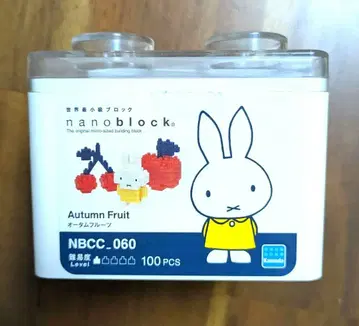 世界最小級ブロック
nanoblock®
The original micro-sized building block
Autumn Fruit
オータムフルーツ
NBCC_060
難易度
Level
100 PCS
Kawada